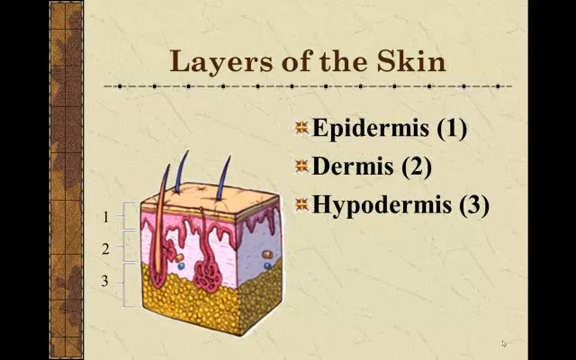 Layers of the Skin
Epidermis (1)
Dermis (2)
Hypodermis (3)
1
2
3